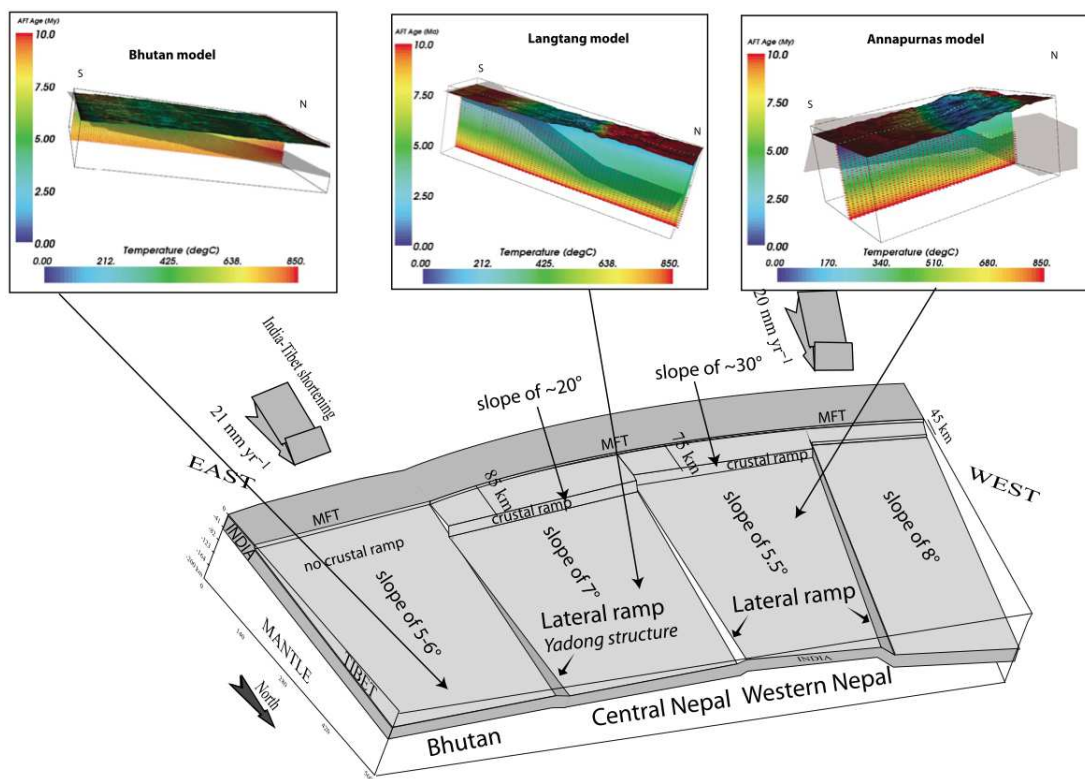 AFT Age (My)
10.0
7.50
5.00
2.50
0.00
Bhutan model
S
N
Temperature (degC)
0.00 212. 425. 638. 850.
AFT Age (Ma)
10.0
7.50
5.00
2.50
0.00
Langtang model
S
N
Temperature (degC)
0.00 212. 425. 638. 850.
AFT Age (My)
10.0
7.50
5.00
2.50
0.00
Annapurnas model
S
N
Temperature (degC)
0.00 170. 340. 510. 680. 850.
India-Tibet shortening
21 mm yr⁻¹
20 mm yr⁻¹
slope of ~20°
slope of ~30°
EAST
WEST
MFT
MFT
MFT
85 km
75 km
45 km
crustal ramp
crustal ramp
no crustal ramp
slope of 5-6°
slope of 7°
slope of 5.5°
slope of 8°
Lateral ramp
Yadong structure
Lateral ramp
INDIA
TIBET
MANTLE
INDIA
North
Bhutan
Central Nepal Western Nepal